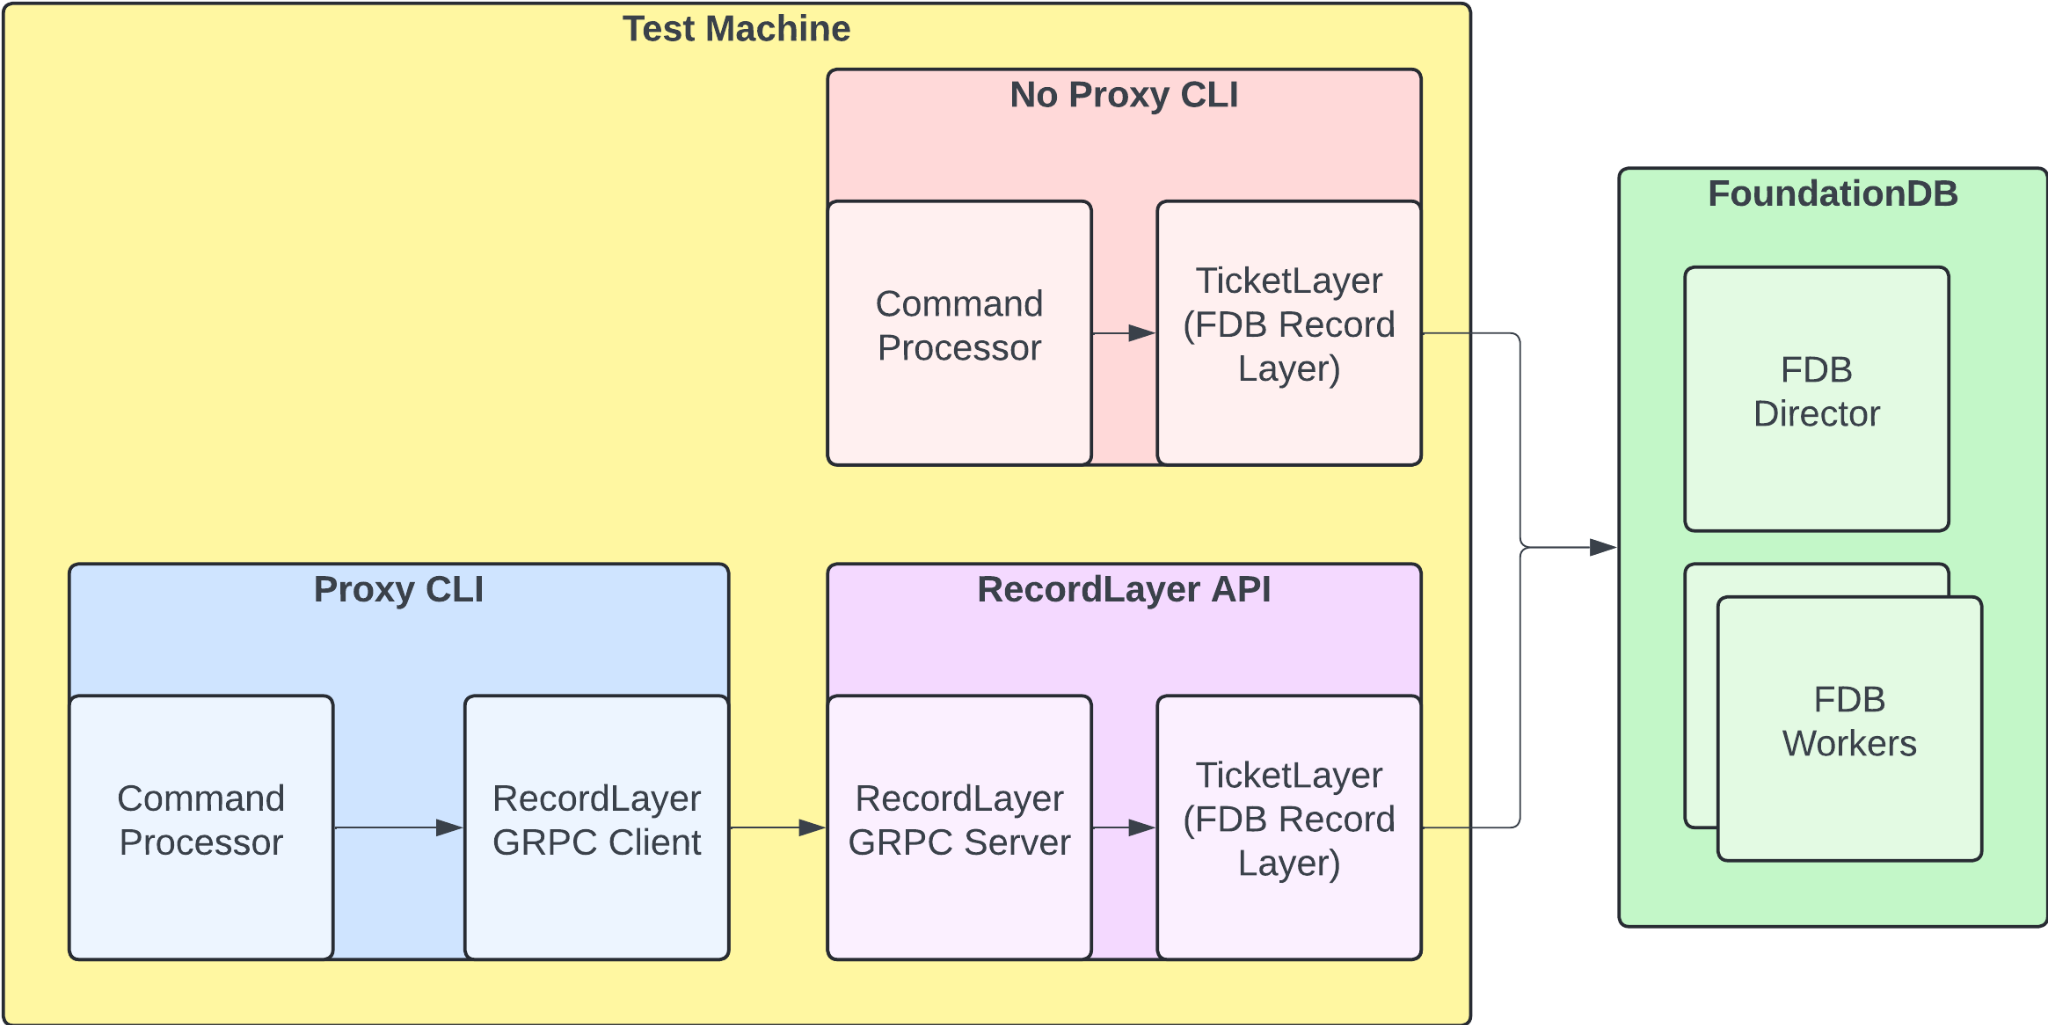 Test Machine
No Proxy CLI
Command
Processor
TicketLayer
(FDB Record
Layer)
FoundationDB
FDB
Director
FDB
Workers
Proxy CLI
Command
Processor
RecordLayer
GRPC Client
RecordLayer API
RecordLayer
GRPC Server
TicketLayer
(FDB Record
Layer)